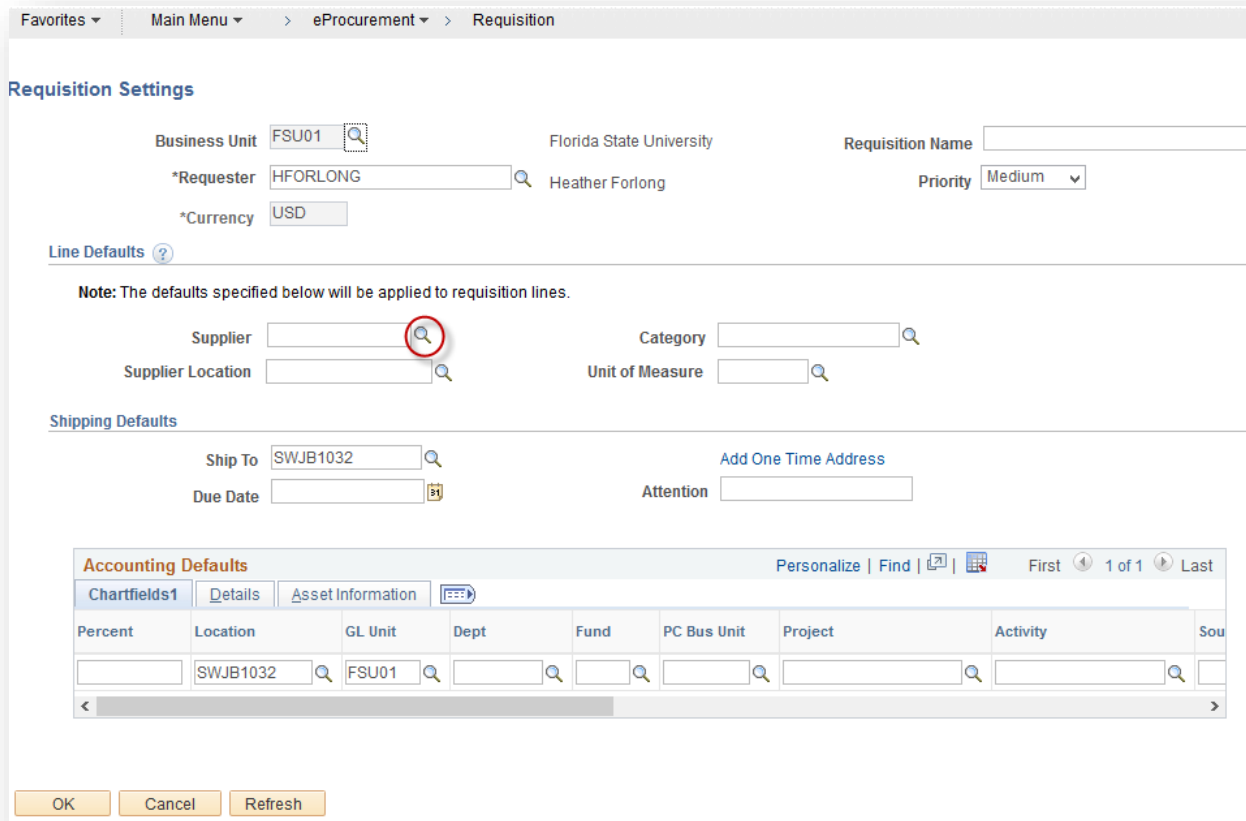 Favorites Main Menu > eProcurement > Requisition
Requisition Settings
Business Unit FSU01 Florida State University Requisition Name
*Requester HFORLONG Heather Forlong Priority Medium
*Currency USD
Line Defaults ?
Note: The defaults specified below will be applied to requisition lines.
Supplier Category
Supplier Location Unit of Measure
Shipping Defaults
Ship To SWJB1032 Add One Time Address
Due Date 31 Attention
Accounting Defaults Personalize | Find | | First 1 of 1 Last
Chartfields1 Details Asset Information
Percent Location GL Unit Dept Fund PC Bus Unit Project Activity Sou
SWJB1032 FSU01
OK Cancel Refresh